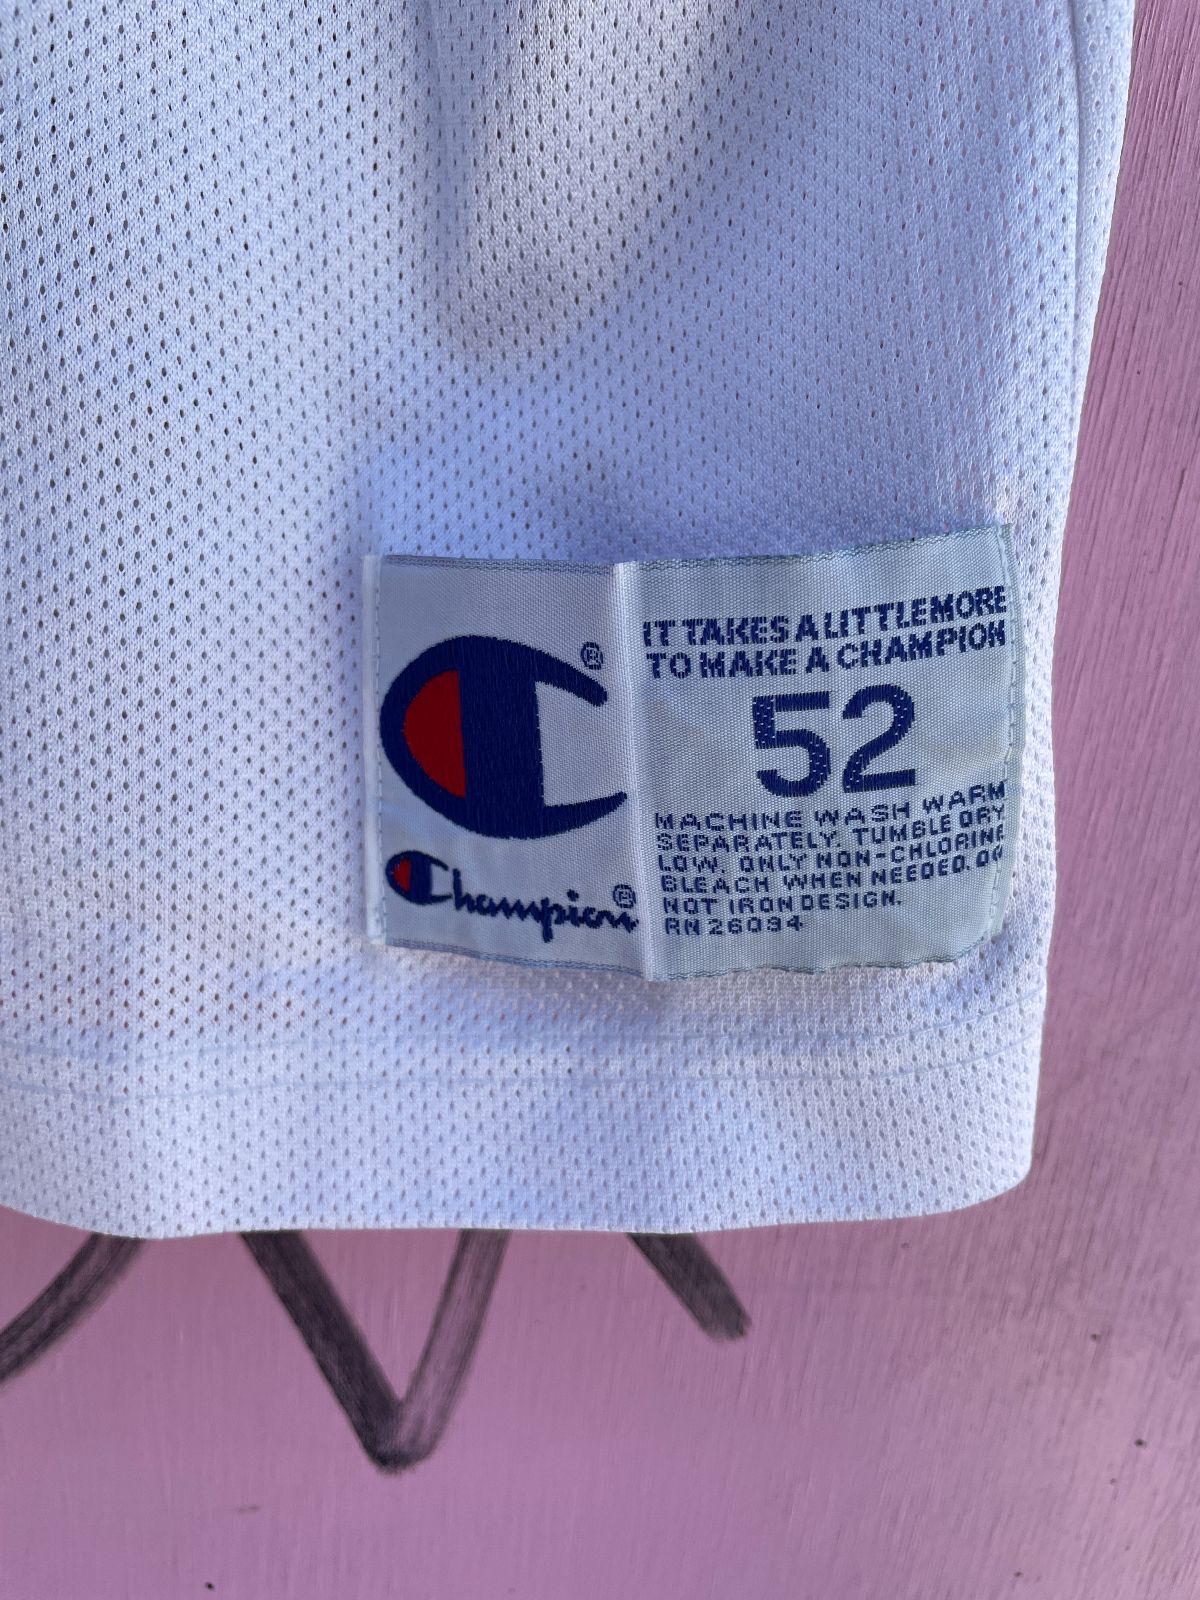 ®
Champion®
IT TAKES A LITTLE MORE
TO MAKE A CHAMPION
52
MACHINE WASH WARM
SEPARATELY. TUMBLE DRY
LOW. ONLY NON-CHLORINE
BLEACH WHEN NEEDED. DO
NOT IRON DESIGN.
RN 26094